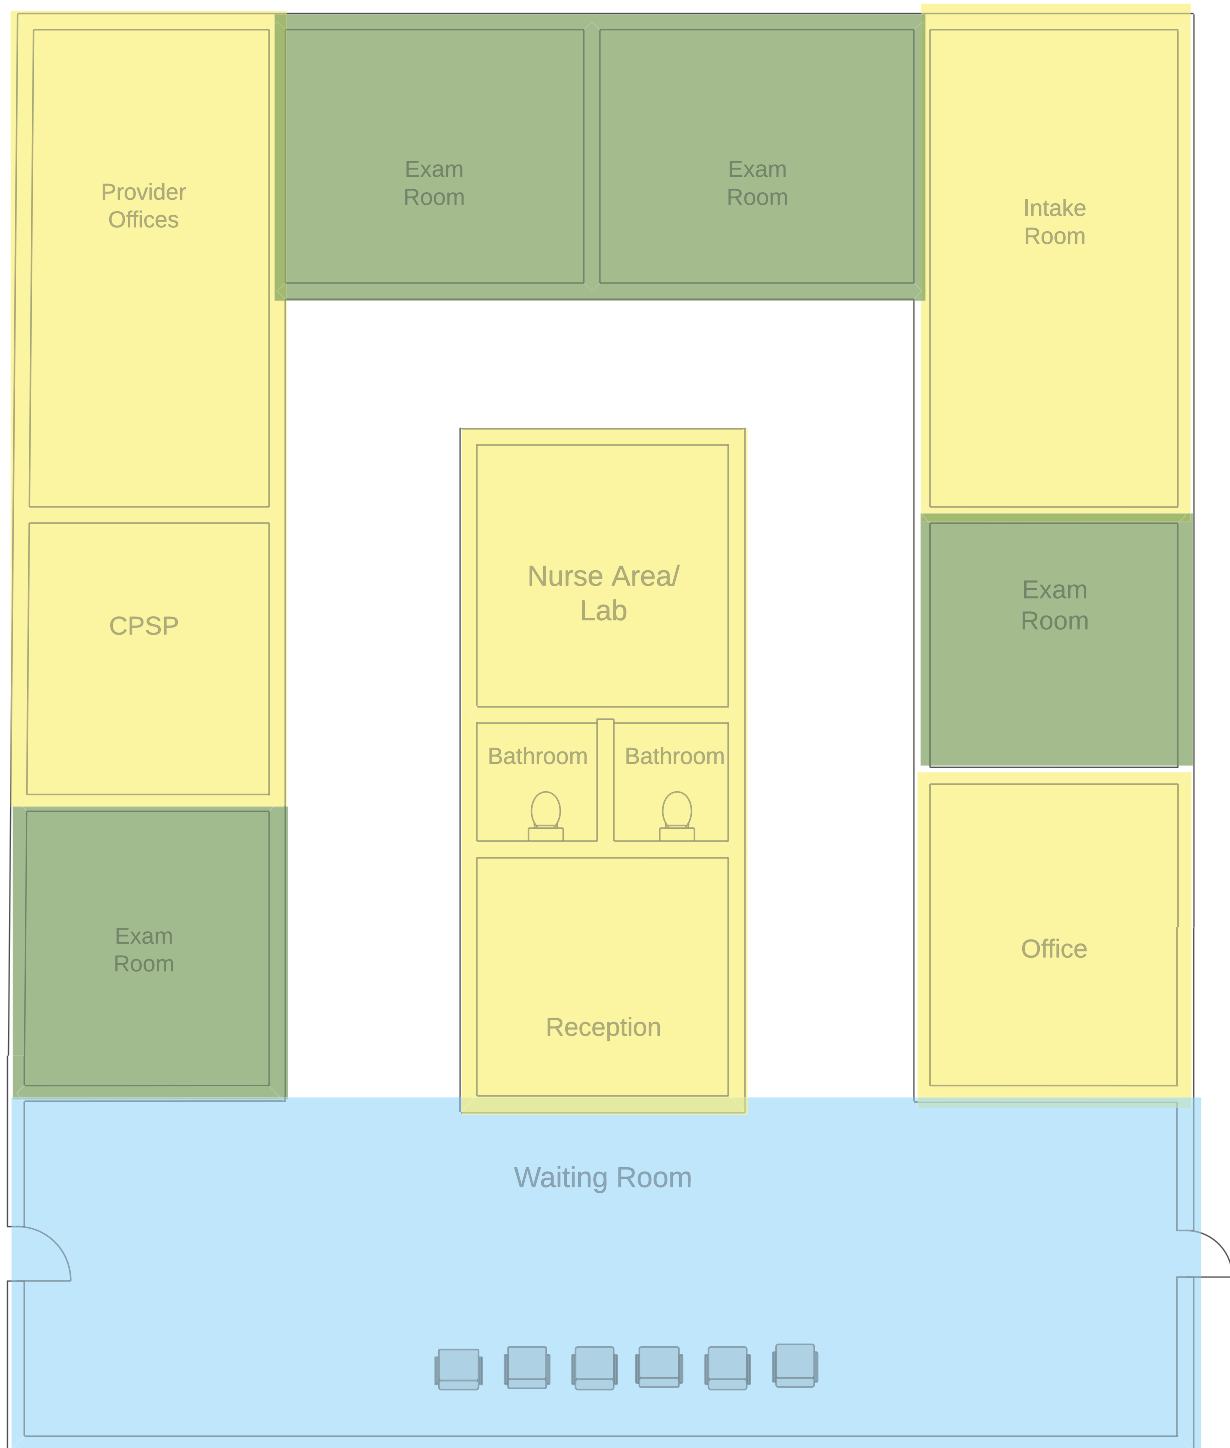 Provider
Offices
Exam
Room
Exam
Room
Intake
Room
CPSP
Nurse Area/
Lab
Exam
Room
Bathroom
Bathroom
Exam
Room
Office
Reception
Waiting Room